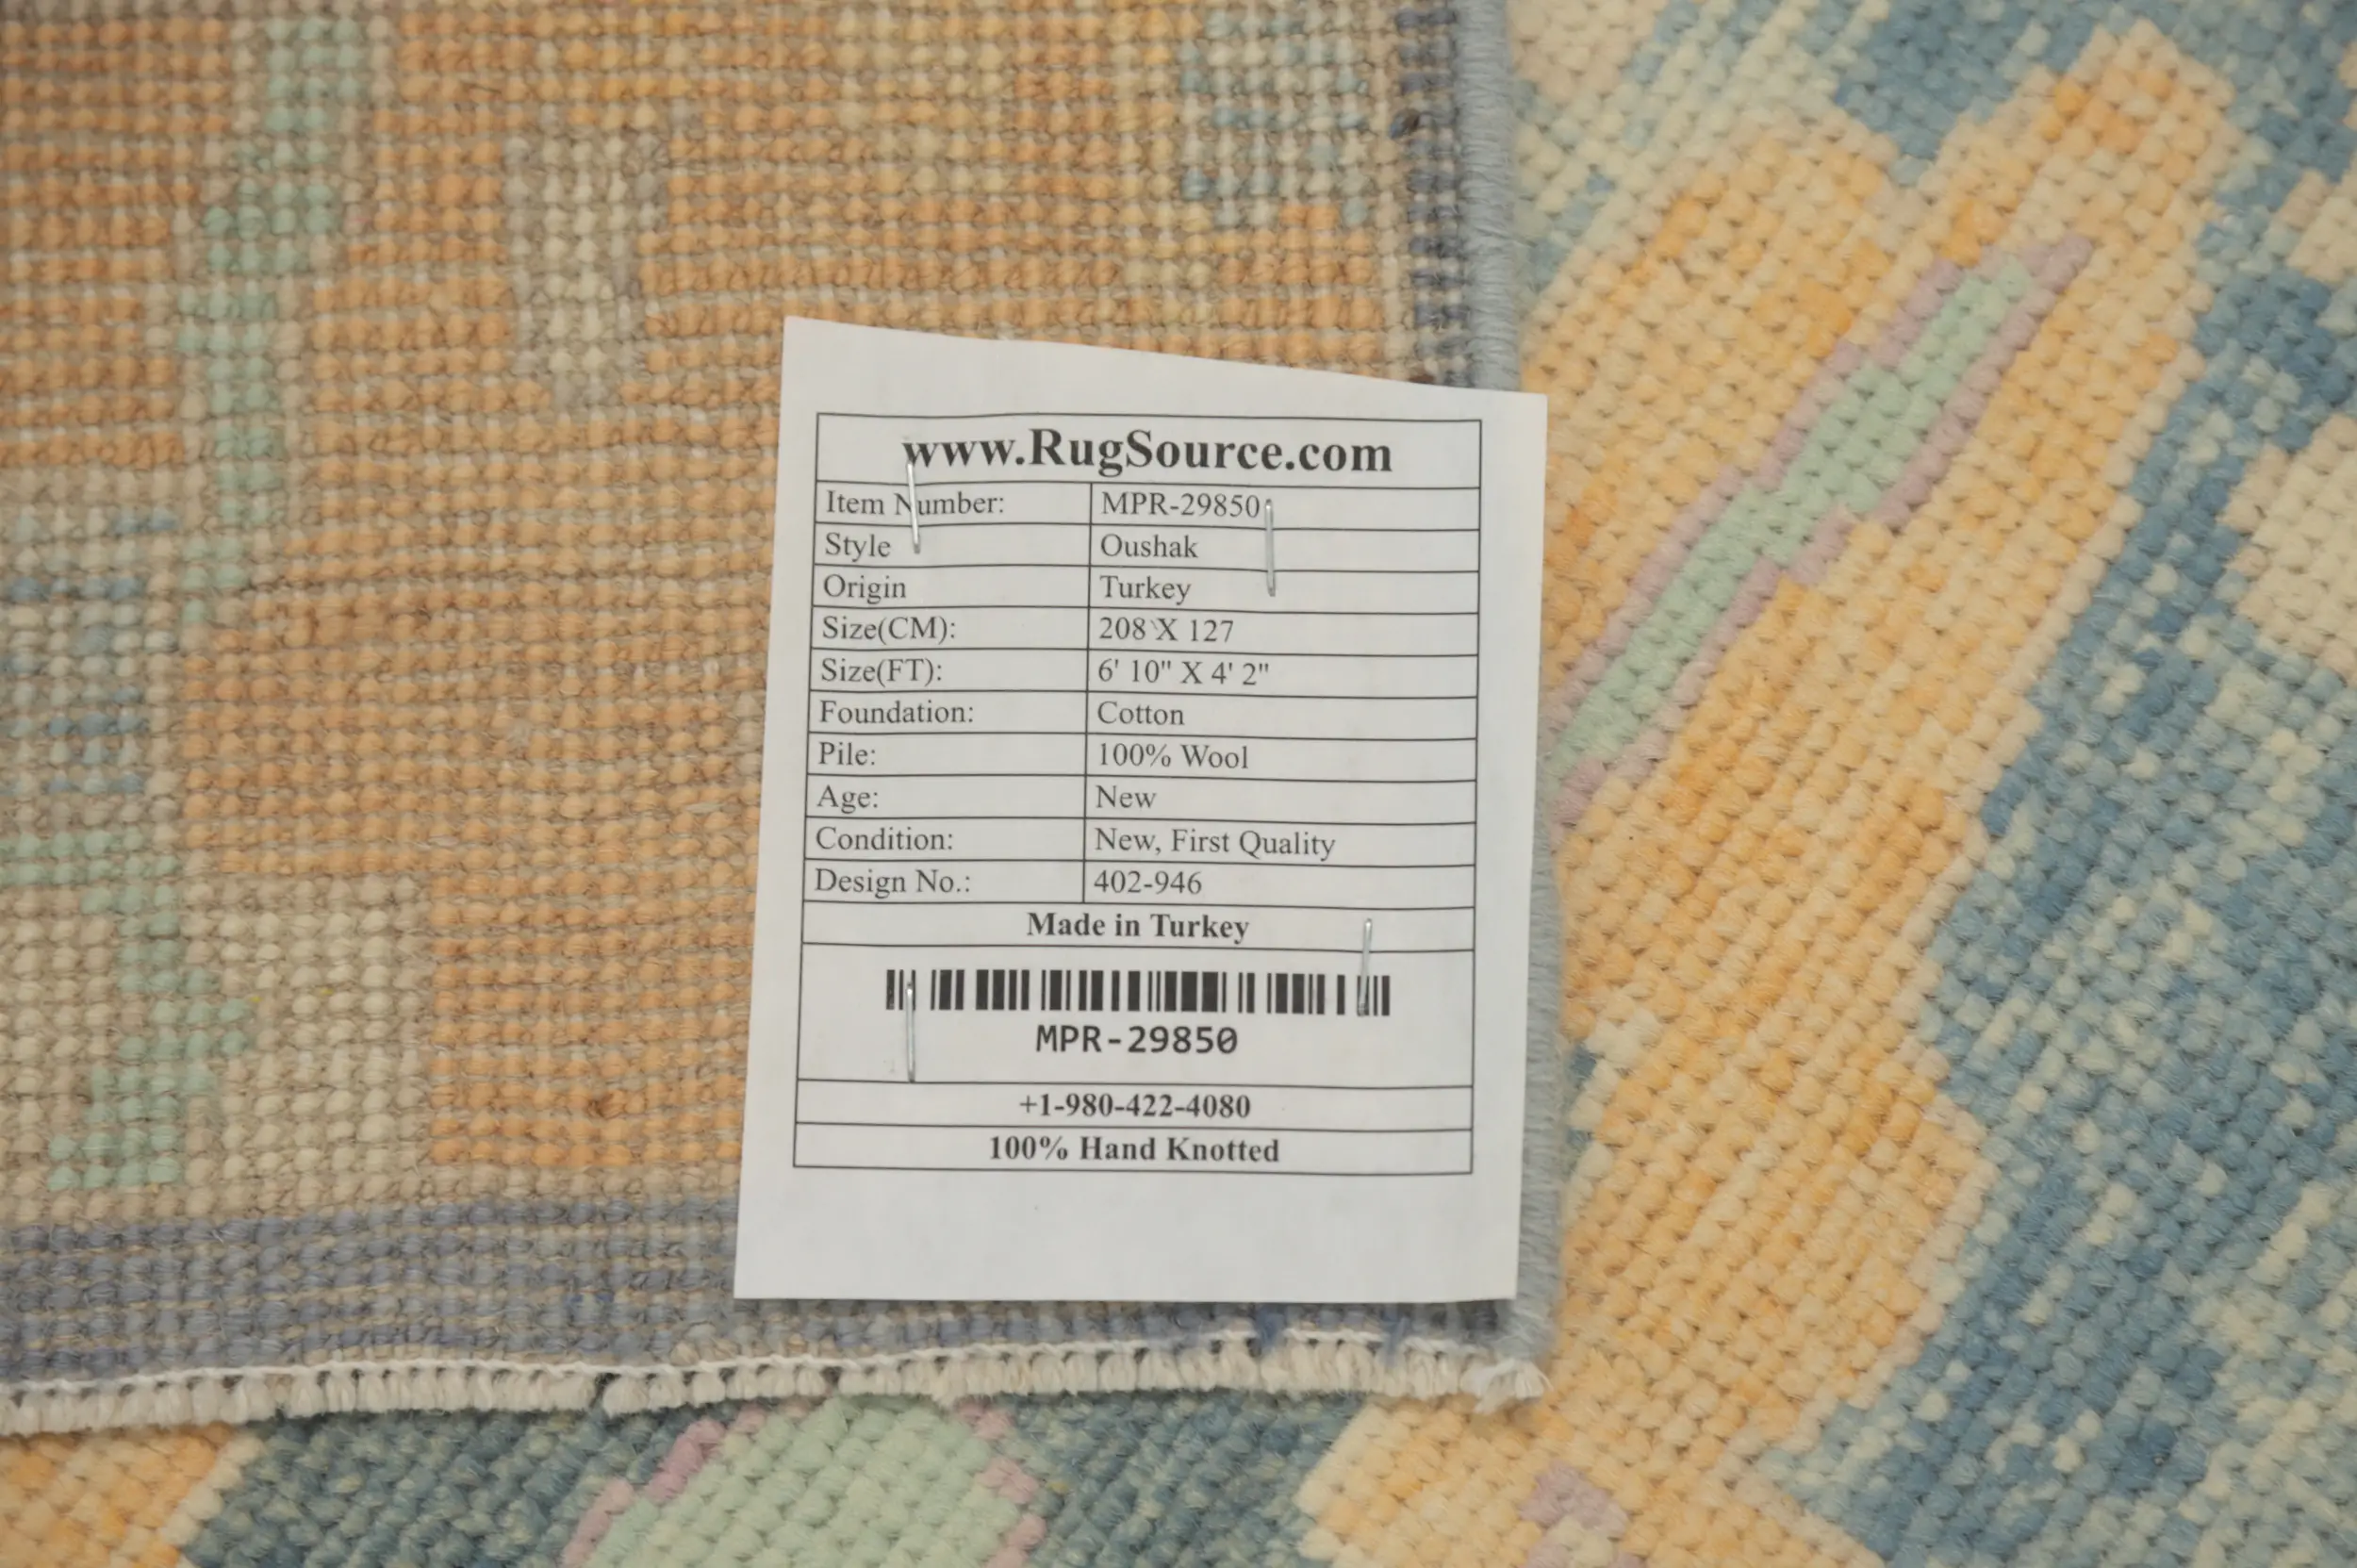 www.RugSource.com
Item Number: MPR-29850
Style Oushak
Origin Turkey
Size(CM): 208 X 127
Size(FT): 6' 10" X 4' 2"
Foundation: Cotton
Pile: 100% Wool
Age: New
Condition: New, First Quality
Design No.: 402-946
Made in Turkey
MPR-29850
+1-980-422-4080
100% Hand Knotted